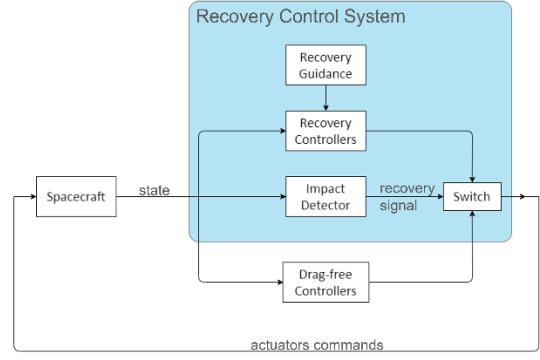 Recovery Control System
Recovery
Guidance
Recovery
Controllers
Spacecraft
state
Impact
Detector
recovery
signal
Switch
Drag-free
Controllers
actuators commands